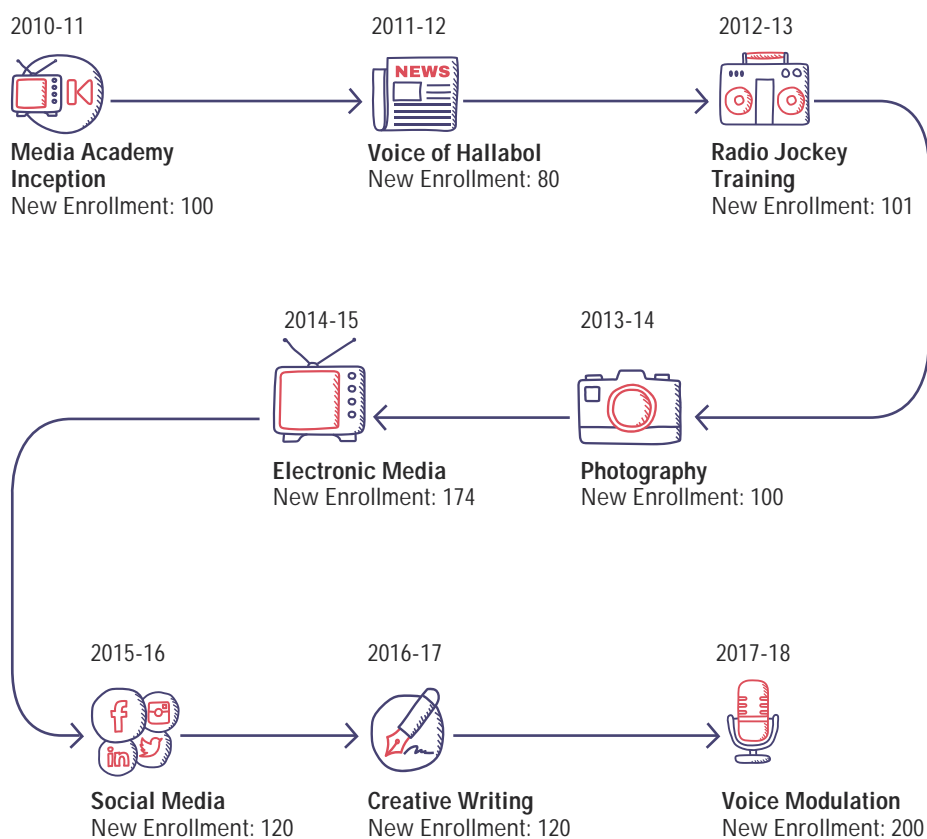 2010-11
2011-12
2012-13
NEWS
Media Academy
Inception
New Enrollment: 100
Voice of Hallabol
New Enrollment: 80
Radio Jockey
Training
New Enrollment: 101
2014-15
2013-14
Electronic Media
New Enrollment: 174
Photography
New Enrollment: 100
2015-16
2016-17
2017-18
f
in
Social Media
New Enrollment: 120
Creative Writing
New Enrollment: 120
Voice Modulation
New Enrollment: 200